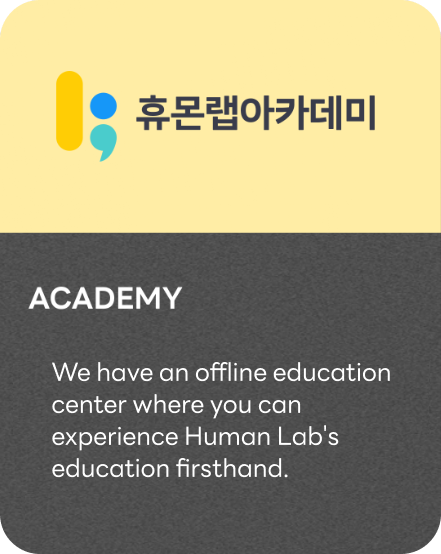 휴몬랩아카데미
ACADEMY
We have an offline education
center where you can
experience Human Lab's
education firsthand.